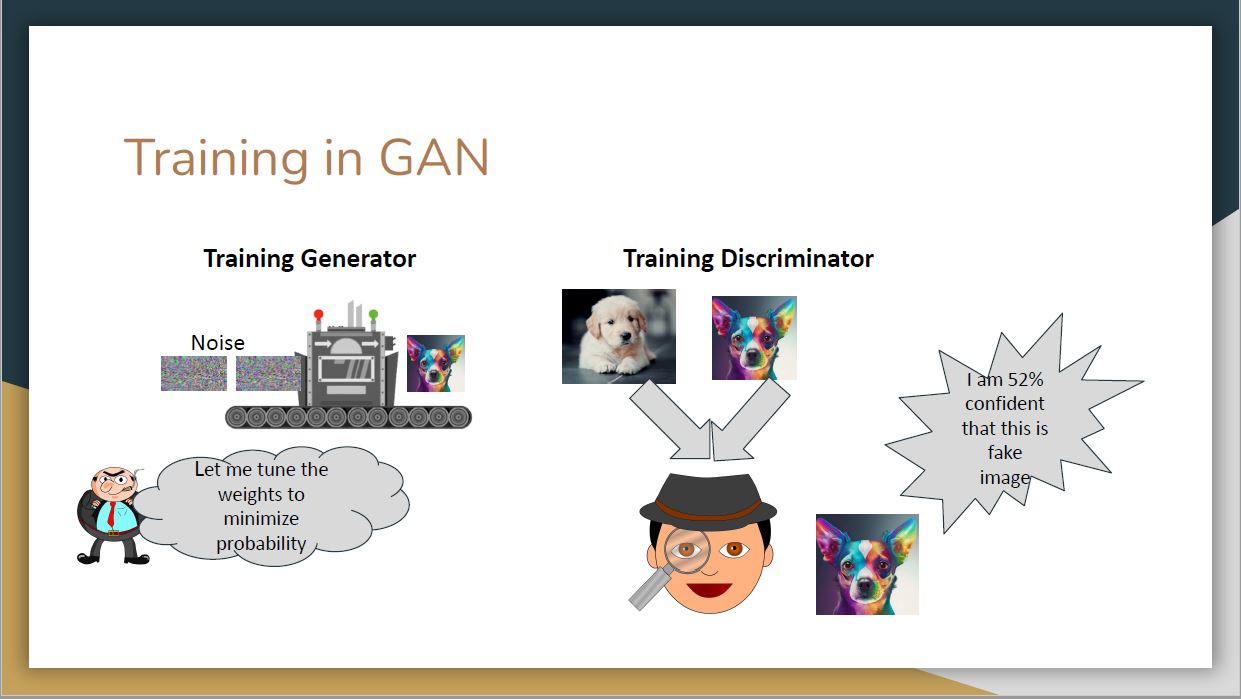 Training in GAN
Training Generator
Noise
Let me tune the
weights to
minimize
probability
Training Discriminator
I am 52%
confident
that this is
fake
image